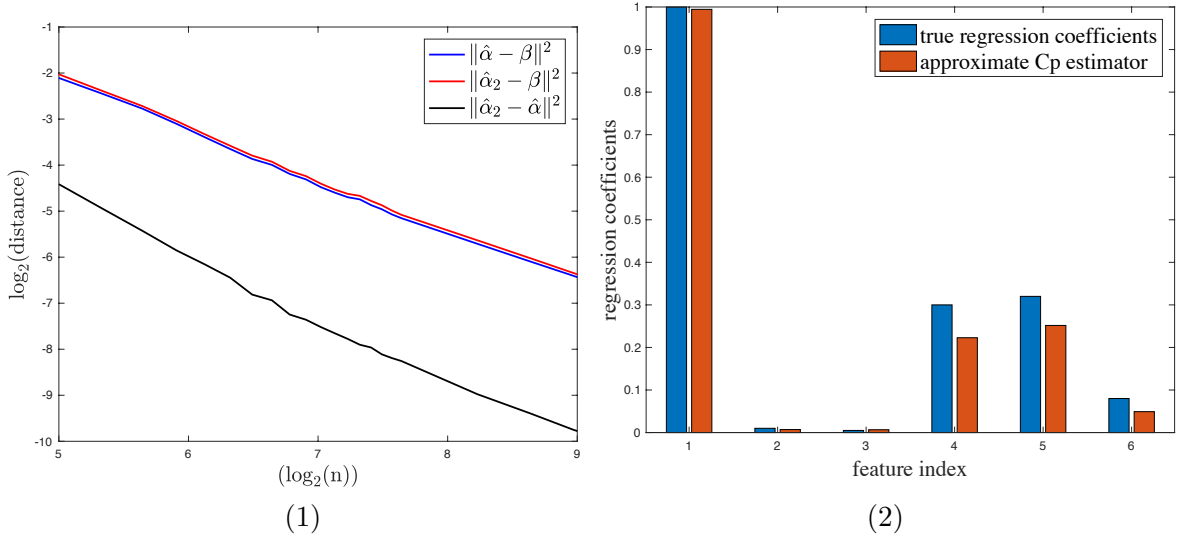 -1
-2
-3
-4
-5
-6
-7
-8
-9
-10
log₂(distance)
‖α̂ − β‖²
‖α̂₂ − β‖²
‖α̂₂ − α̂‖²
5 6 7 8 9
(log₂(n))
(1)
1
0.9
0.8
0.7
0.6
0.5
0.4
0.3
0.2
0.1
0
regression coefficients
true regression coefficients
approximate Cp estimator
1 2 3 4 5 6
feature index
(2)